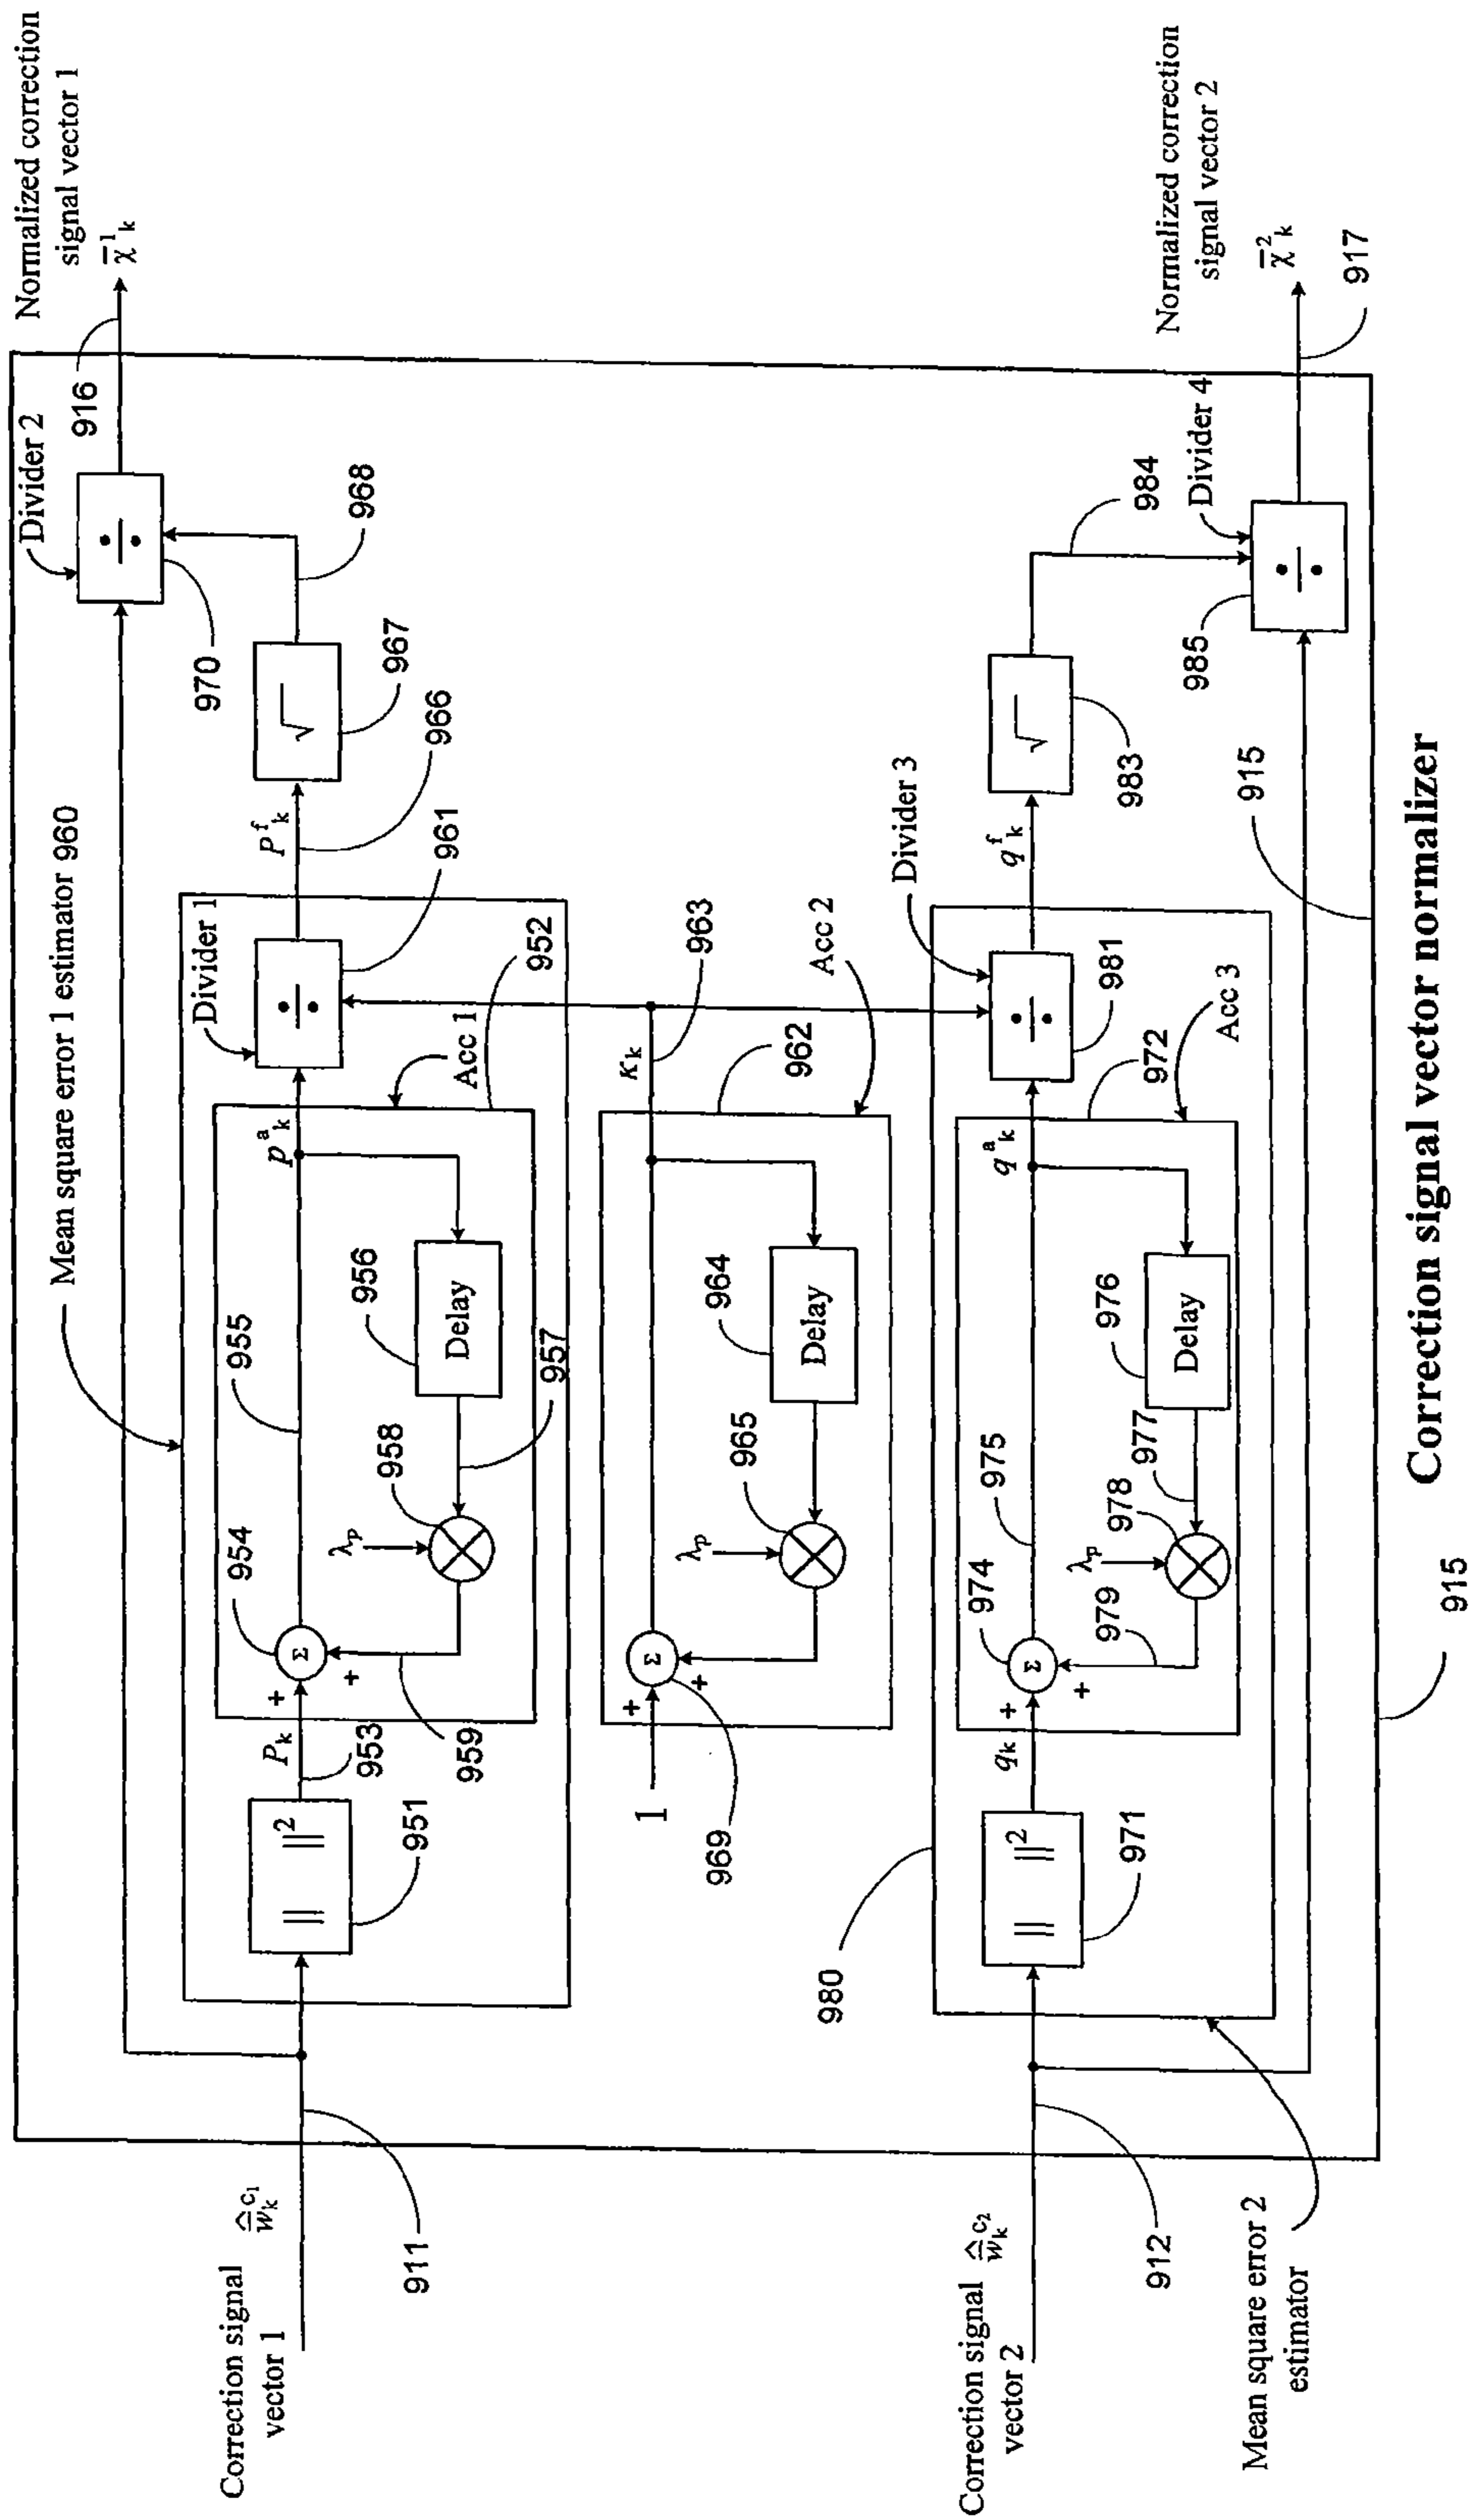 Normalized correction
signal vector 1
χ̅¹ₖ
916
Divider 2
÷
970
968
Mean square error 1 estimator 960
967
√
966
Pᶠₖ
961
Divider 1
÷
952
Acc 1
pᵃₖ
955
956
Delay
957
958
λₚ
954
Σ
+
+
959
Pₖ
953
|| ||²
951
Correction signal
vector 1
ŵₖᶜ¹
911
963
κₖ
Acc 2
962
964
Delay
965
λₚ
Σ
+
+
1
969
Normalized correction
signal vector 2
χ̅²ₖ
917
984
Divider 4
÷
985
√
983
915
qᶠₖ
Divider 3
÷
981
Acc 3
972
qᵃₖ
976
Delay
977
978
λₚ
979
975
974
Σ
+
+
qₖ
|| ||²
971
980
Correction signal
vector 2
ŵₖᶜ²
912
Mean square error 2
estimator
915
Correction signal vector normalizer